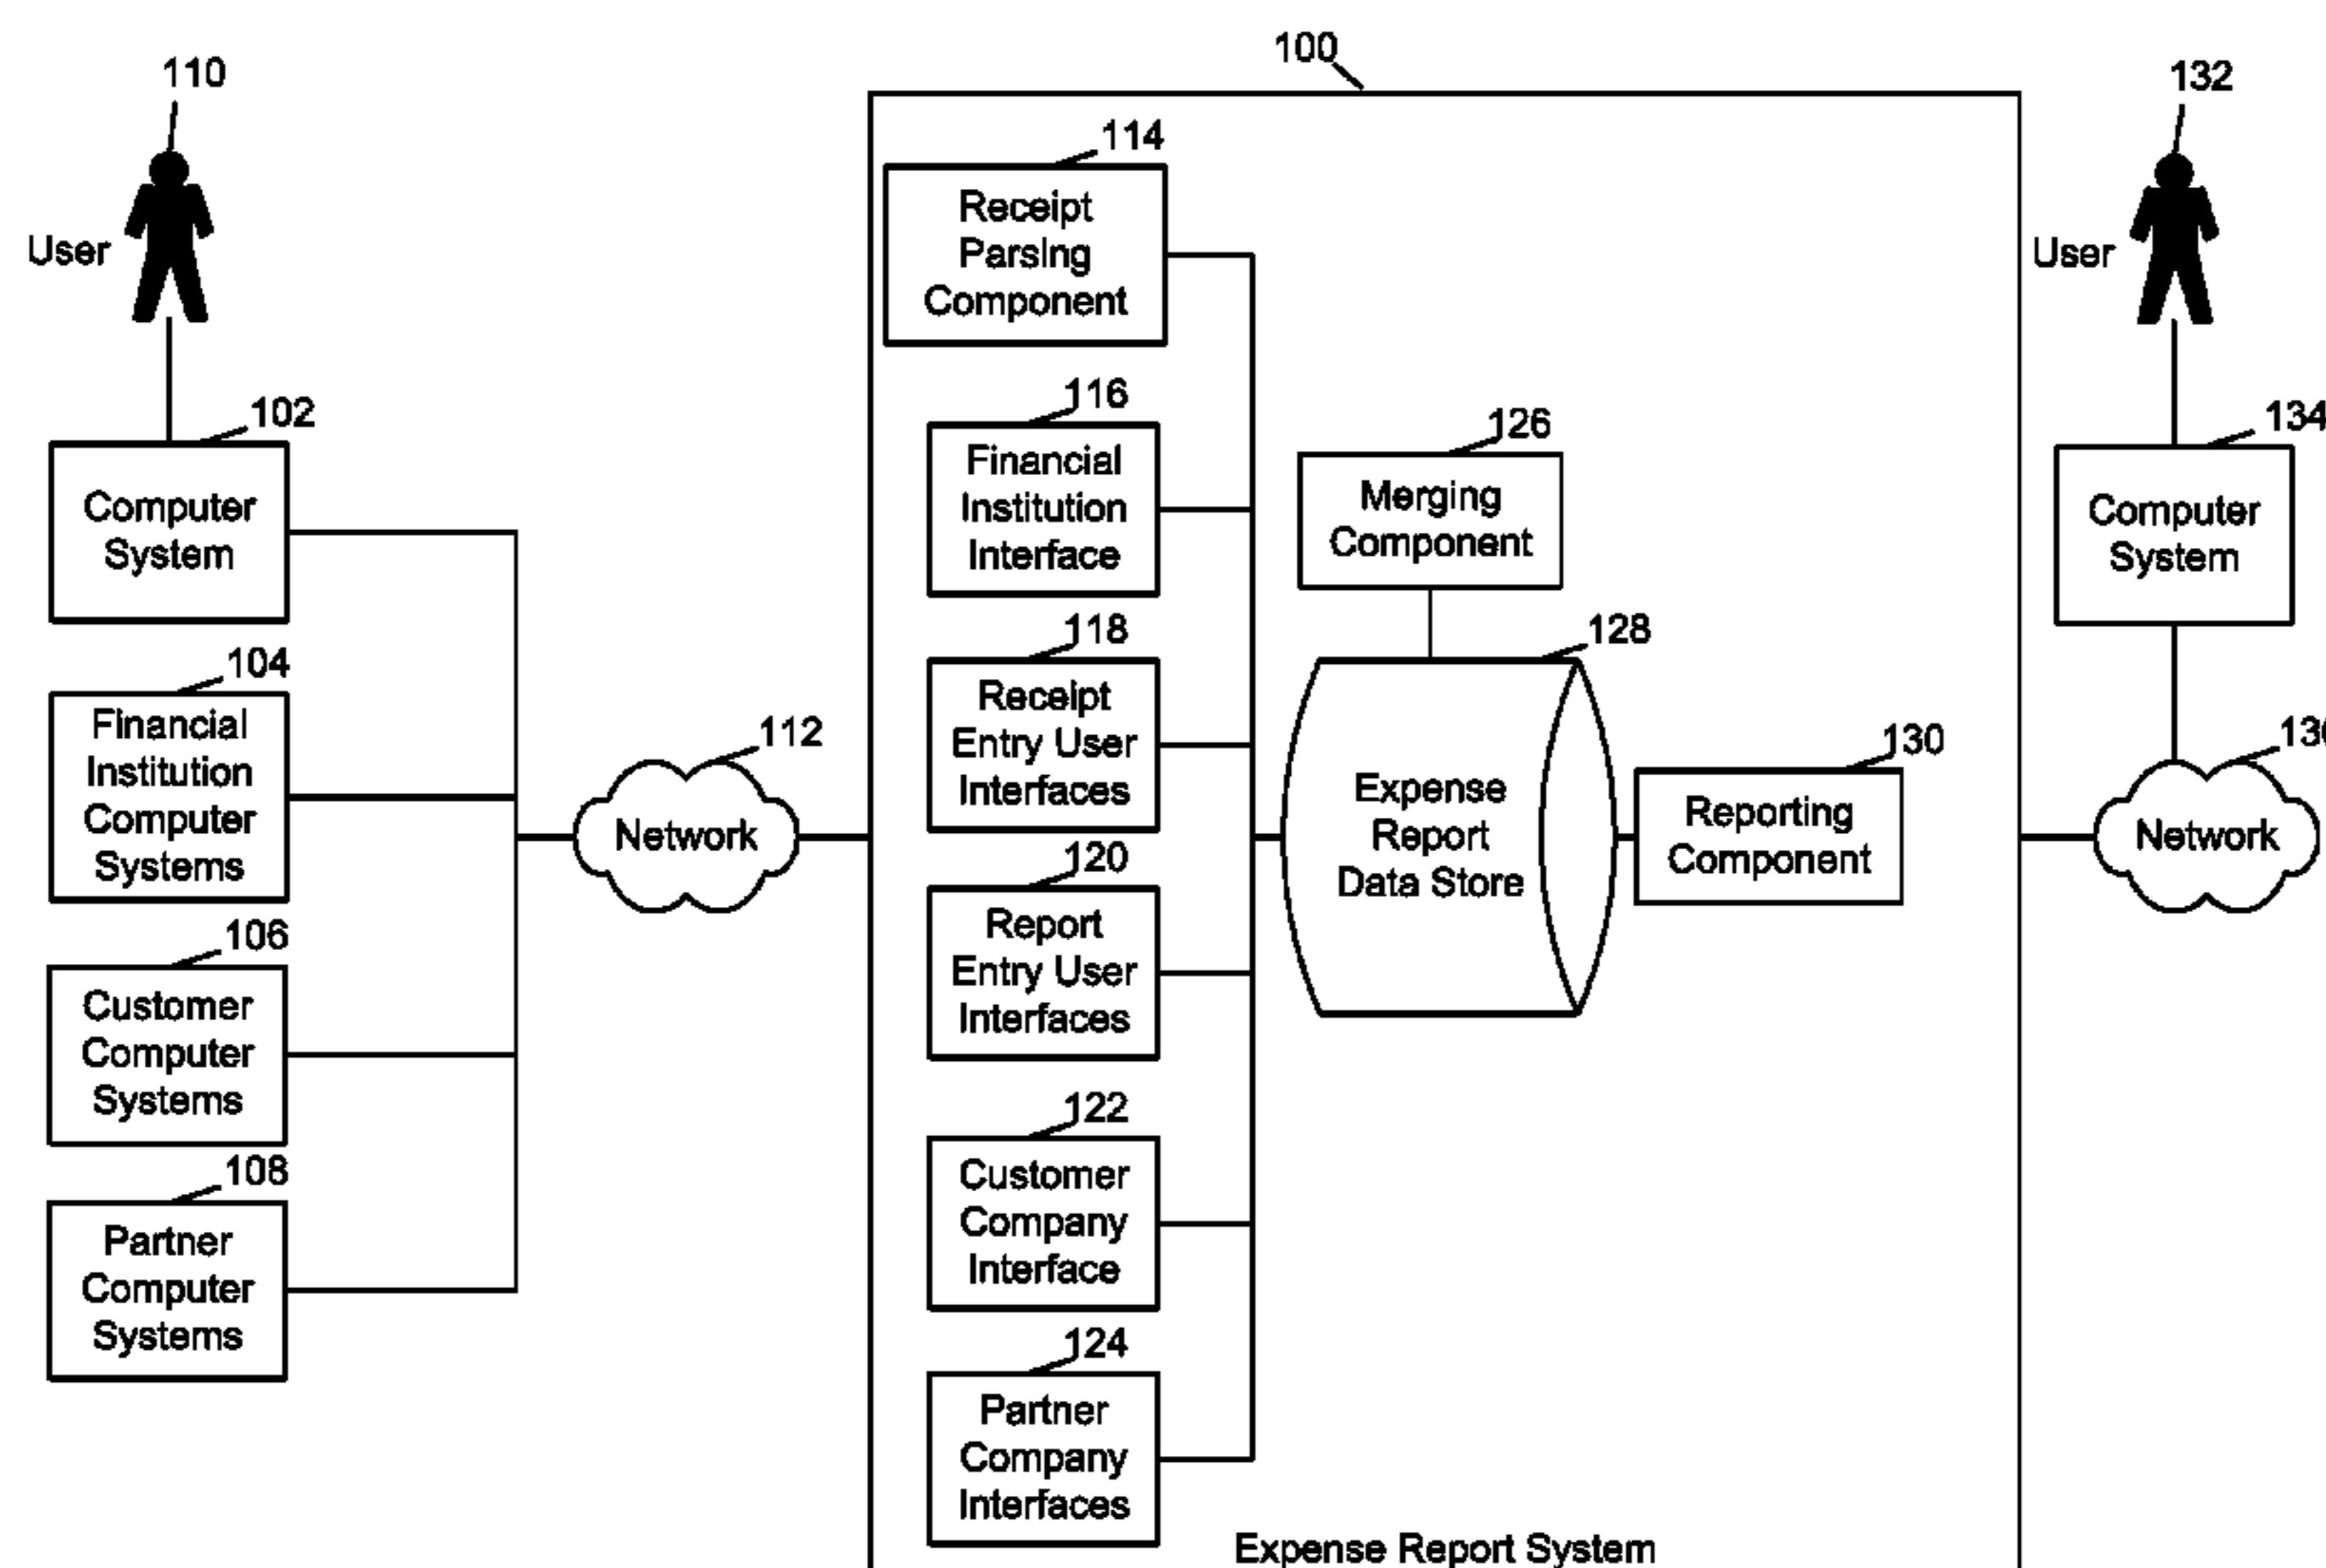 110
User
102
Computer
System
104
Financial
Institution
Computer
Systems
106
Customer
Computer
Systems
108
Partner
Computer
Systems
112
Network
100
114
Receipt
Parsing
Component
116
Financial
Institution
Interface
118
Receipt
Entry User
Interfaces
120
Report
Entry User
Interfaces
122
Customer
Company
Interface
124
Partner
Company
Interfaces
126
Merging
Component
128
Expense
Report
Data Store
130
Reporting
Component
Expense Report System
132
User
134
Computer
System
Network